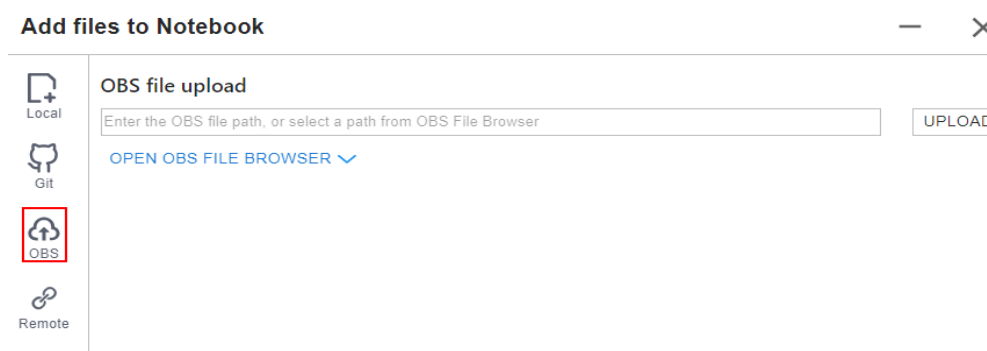 Add files to Notebook
Local
Git
OBS
Remote
OBS file upload
Enter the OBS file path, or select a path from OBS File Browser
UPLOAD
OPEN OBS FILE BROWSER